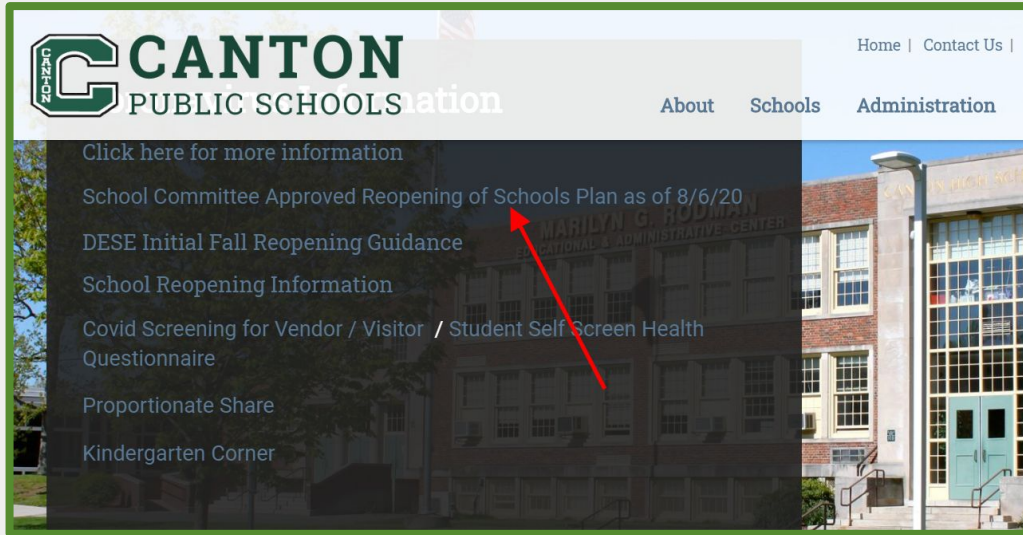 CANTON
CANTON
PUBLIC SCHOOLS
Home | Contact Us |
About Schools Administration
Information
Click here for more information
School Committee Approved Reopening of Schools Plan as of 8/6/20
DESE Initial Fall Reopening Guidance
School Reopening Information
Covid Screening for Vendor / Visitor / Student Self Screen Health
Questionnaire
Proportionate Share
Kindergarten Corner
MARILYN G. RODMAN
EDUCATIONAL & ADMINISTRATIVE CENTER